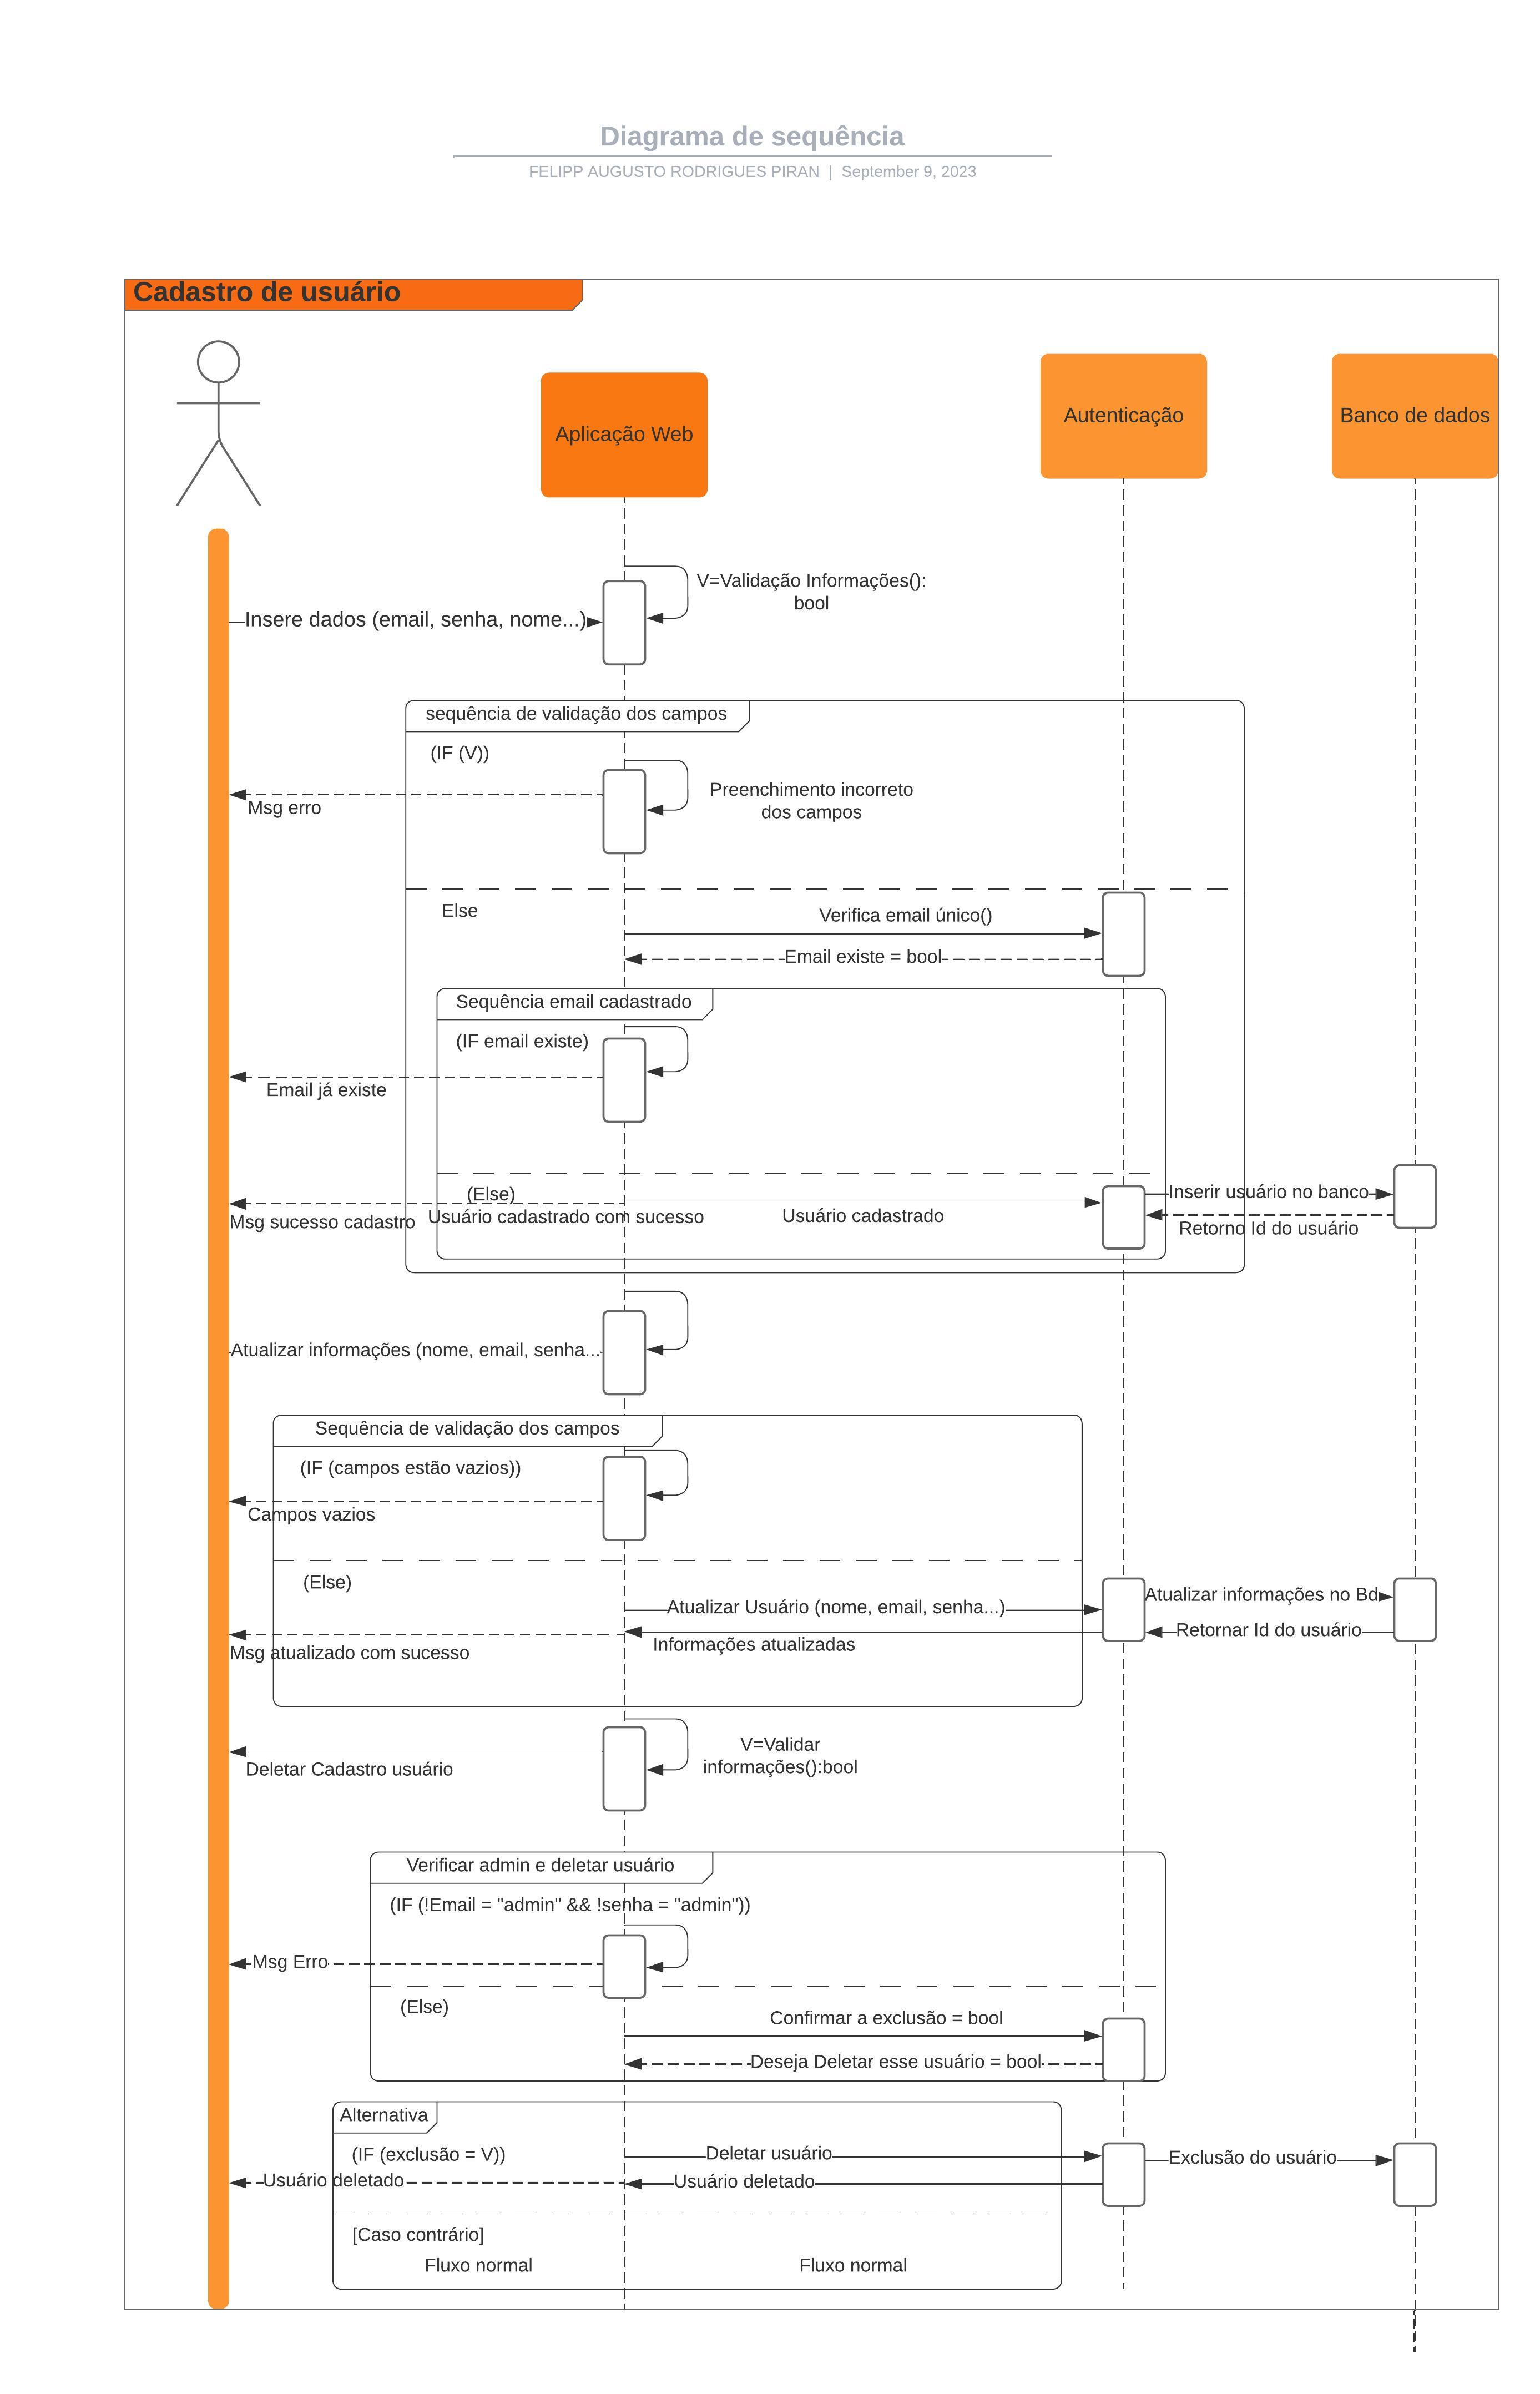 Diagrama de sequência
FELIPP AUGUSTO RODRIGUES PIRAN | September 9, 2023
Cadastro de usuário
Aplicação Web
Autenticação
Banco de dados
V=Validação Informações():
bool
Insere dados (email, senha, nome...)
sequência de validação dos campos
(IF (V))
Preenchimento incorreto
dos campos
Msg erro
Else
Verifica email único()
Email existe = bool
Sequência email cadastrado
(IF email existe)
Email já existe
(Else)
Inserir usuário no banco
Msg sucesso cadastro
Usuário cadastrado com sucesso
Usuário cadastrado
Retorno Id do usuário
Atualizar informações (nome, email, senha...
Sequência de validação dos campos
(IF (campos estão vazios))
Campos vazios
(Else)
Atualizar informações no Bd
Atualizar Usuário (nome, email, senha...)
Retornar Id do usuário
Informações atualizadas
Msg atualizado com sucesso
V=Validar
informações():bool
Deletar Cadastro usuário
Verificar admin e deletar usuário
(IF (!Email = "admin" && !senha = "admin"))
Msg Erro
(Else)
Confirmar a exclusão = bool
Deseja Deletar esse usuário = bool
Alternativa
(IF (exclusão = V))
Deletar usuário
Exclusão do usuário
Usuário deletado
Usuário deletado
[Caso contrário]
Fluxo normal
Fluxo normal